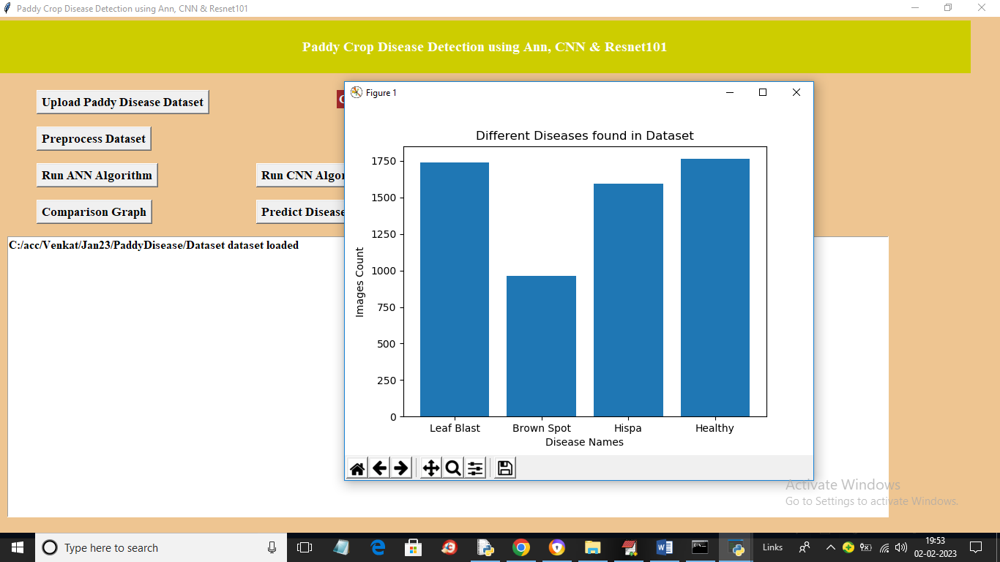 Paddy Crop Disease Detection using Ann, CNN & Resnet101
Paddy Crop Disease Detection using Ann, CNN & Resnet101
Upload Paddy Disease Dataset
Preprocess Dataset
Run ANN Algorithm
Run CNN Algor
Comparison Graph
Predict Disease
C:/acc/Venkat/Jan23/PaddyDisease/Dataset dataset loaded
Figure 1
Different Diseases found in Dataset
Images Count
1750
1500
1250
1000
750
500
250
0
Leaf Blast Brown Spot Hispa Healthy
Disease Names
Activate Windows
Go to Settings to activate Windows.
Type here to search
Links
19:53
02-02-2023